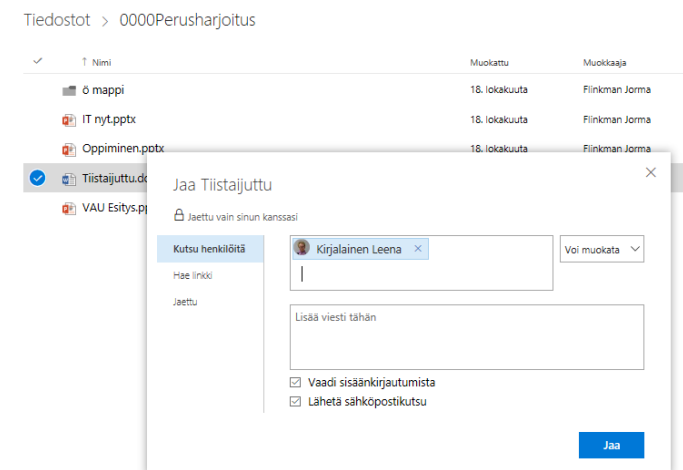 Tiedostot > 0000Perusharjoitus
Nimi Muokattu Muokkaaja
ö mappi 18. lokakuuta Flinkman Jorma
IT nyt.pptx 18. lokakuuta Flinkman Jorma
Oppiminen.pptx 18. lokakuuta Flinkman Jorma
Tiistaijuttu.do
VAU Esitys.pp
Jaa Tiistaijuttu
Jaettu vain sinun kanssasi
Kutsu henkilöitä
Hae linkki
Jaettu
Kirjalainen Leena × Voi muokata
Lisää viesti tähän
Vaadi sisäänkirjautumista
Lähetä sähköpostikutsu
Jaa